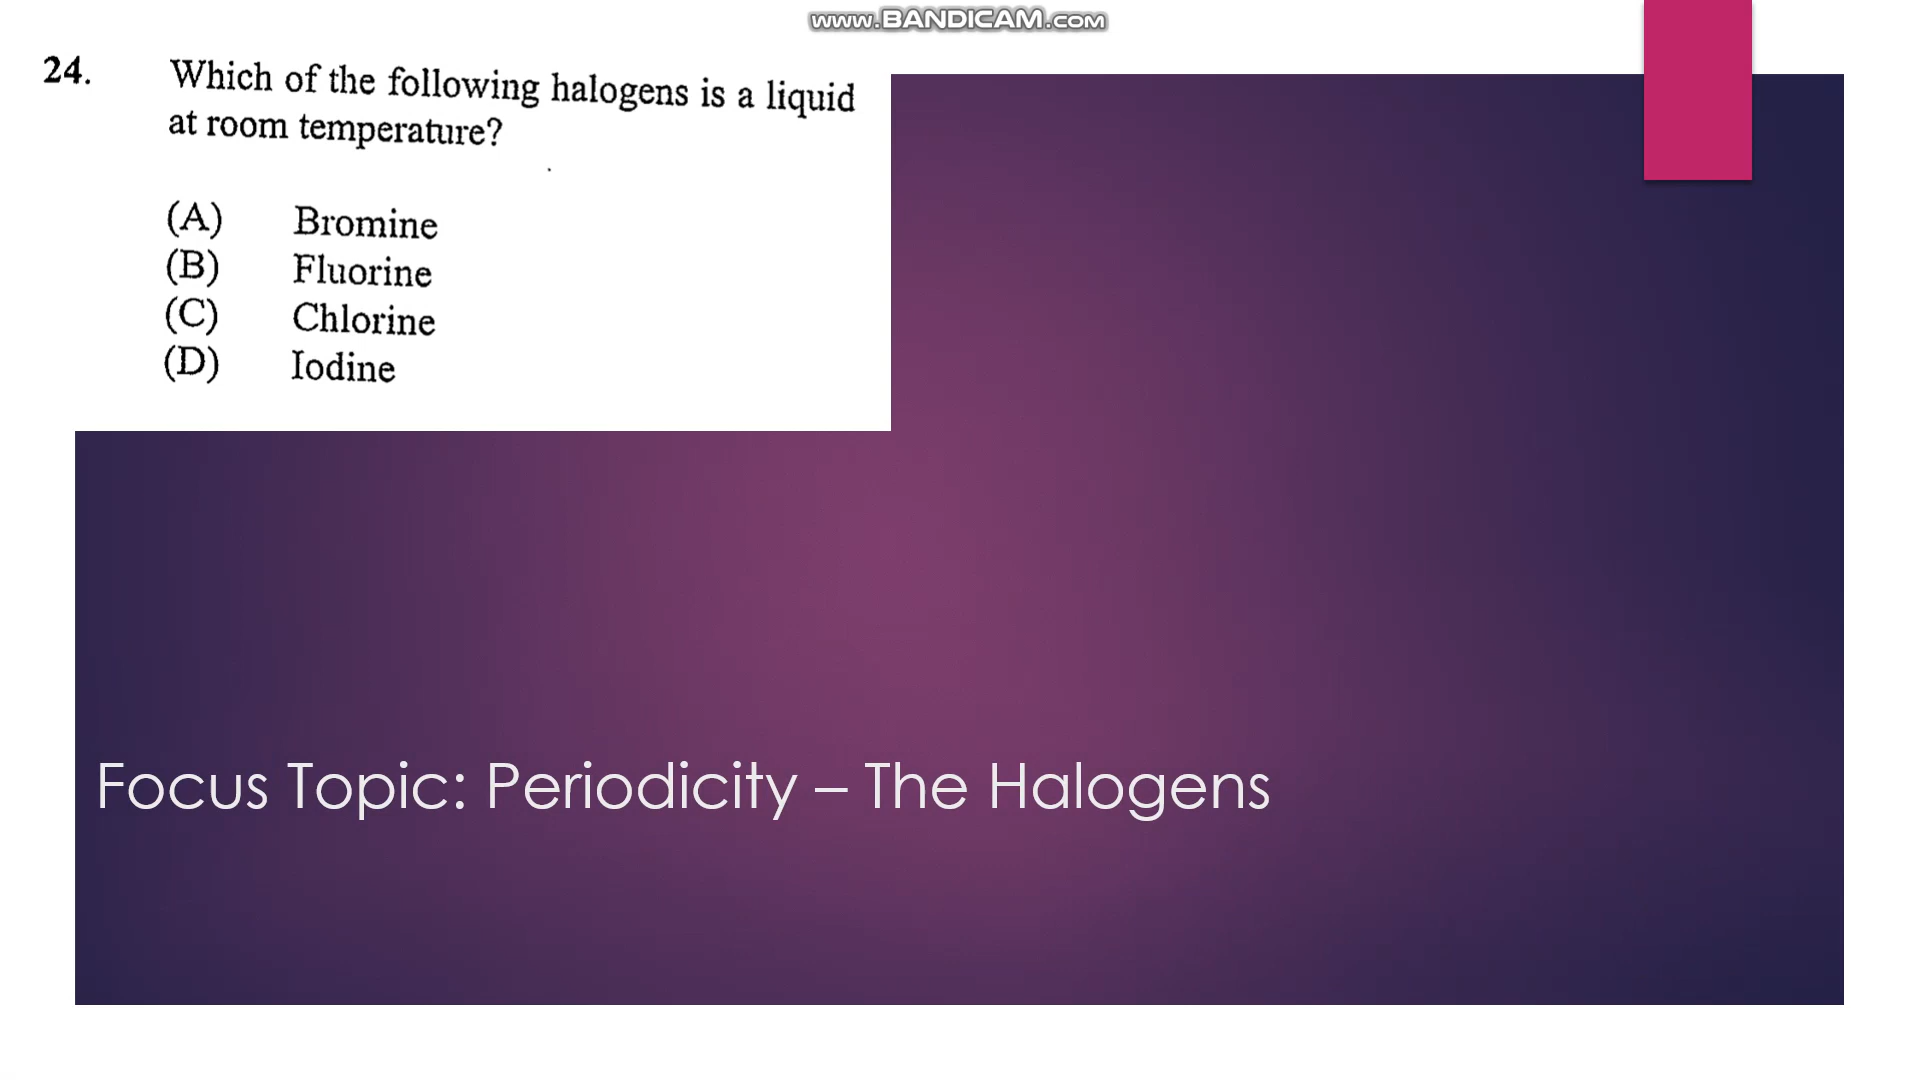 www.BANDICAM.com
24. Which of the following halogens is a liquid
at room temperature?
(A) Bromine
(B) Fluorine
(C) Chlorine
(D) Iodine
Focus Topic: Periodicity – The Halogens